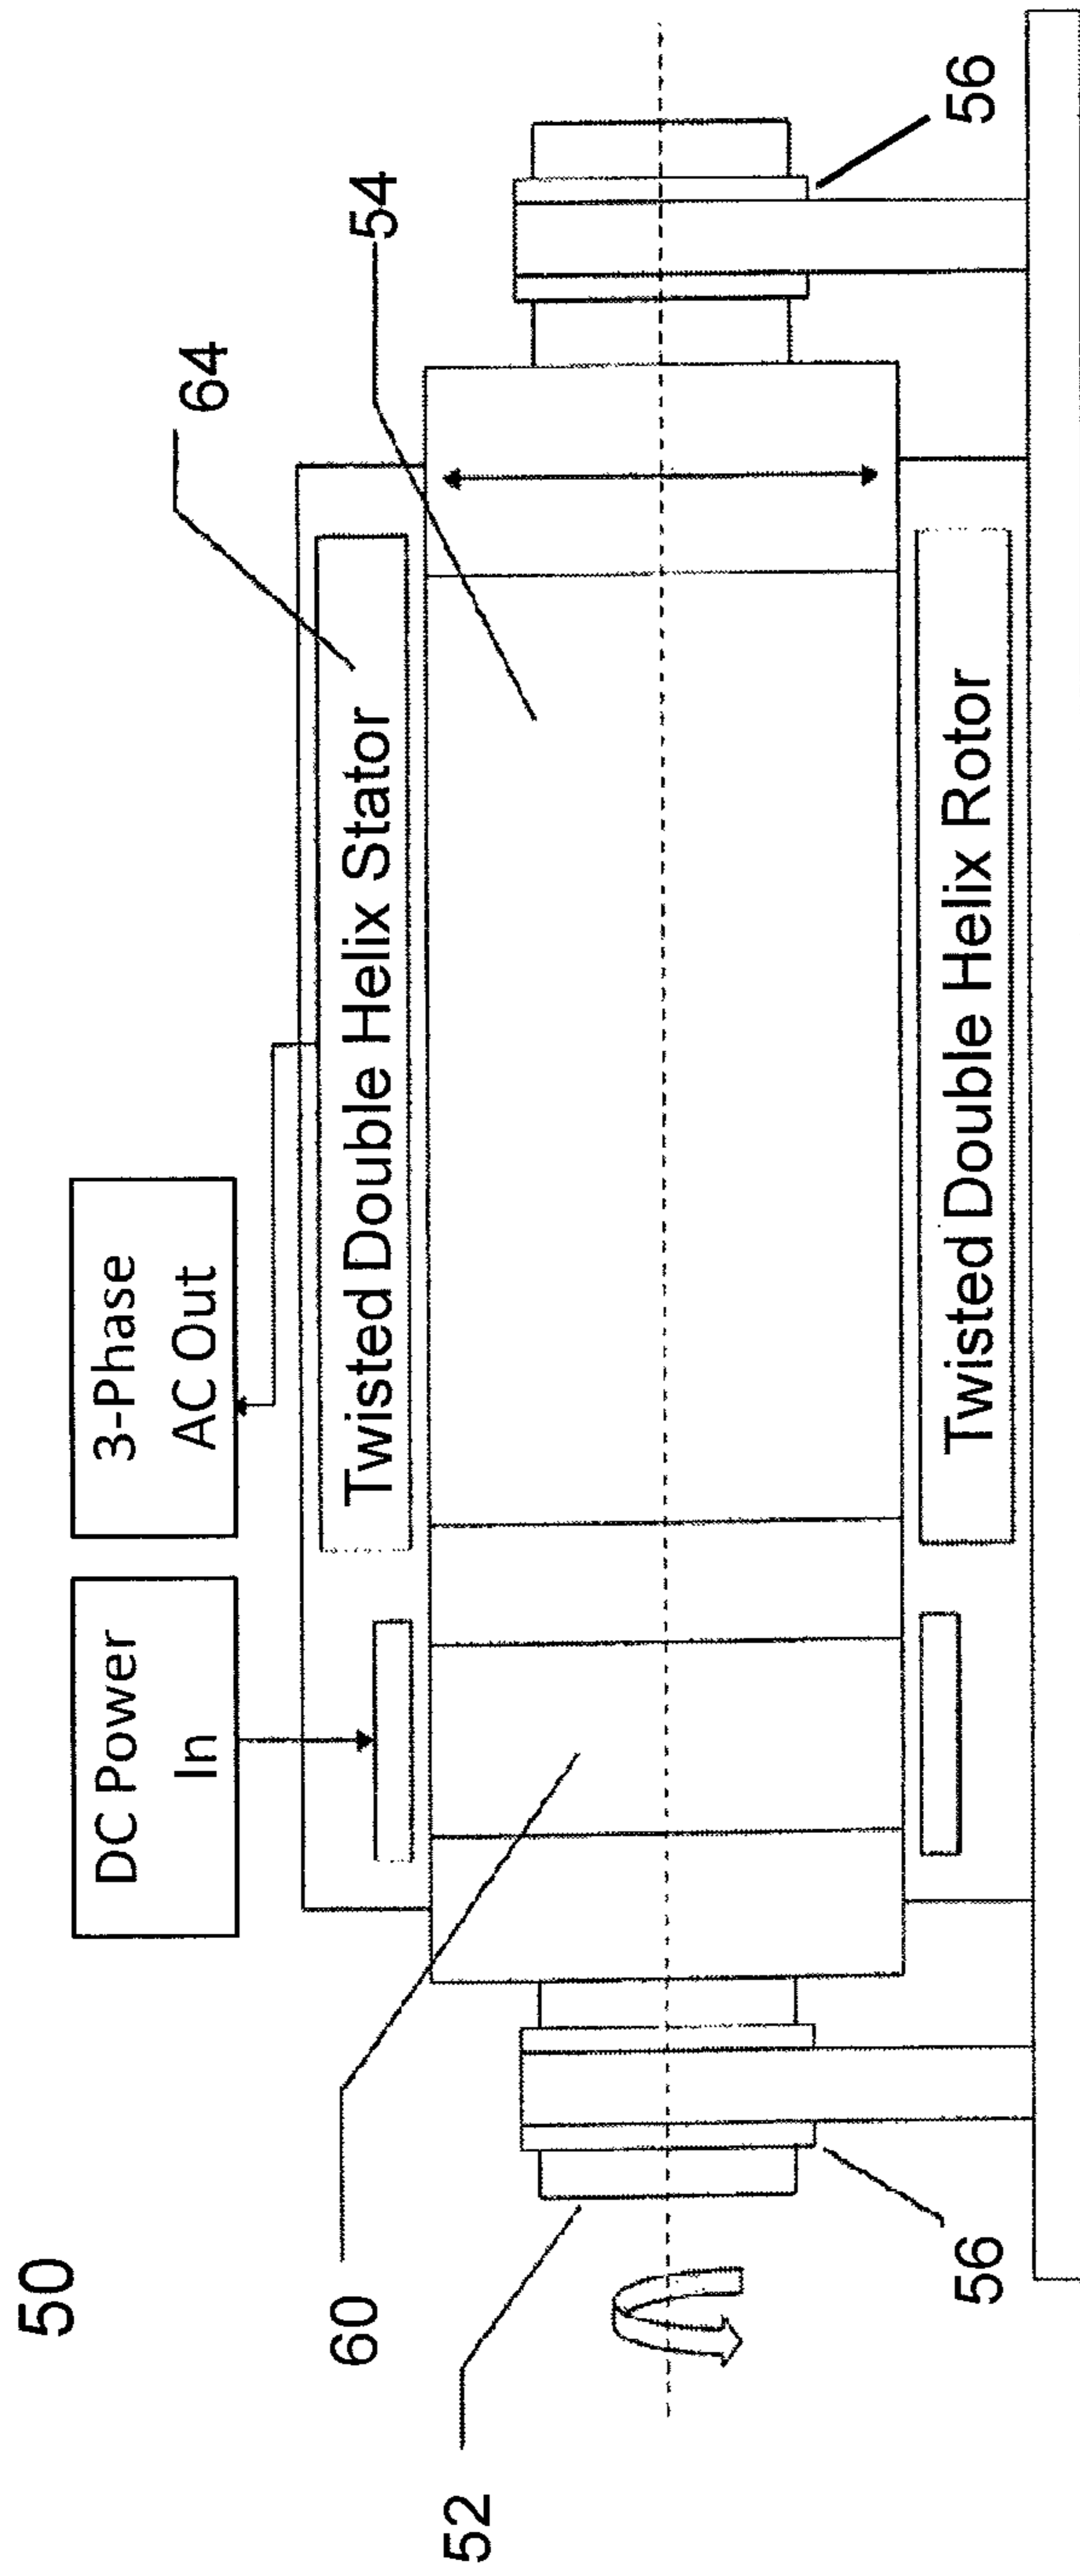 50
DC Power
In
3-Phase
AC Out
64
54
60
52
Twisted Double Helix Stator
Twisted Double Helix Rotor
56
56